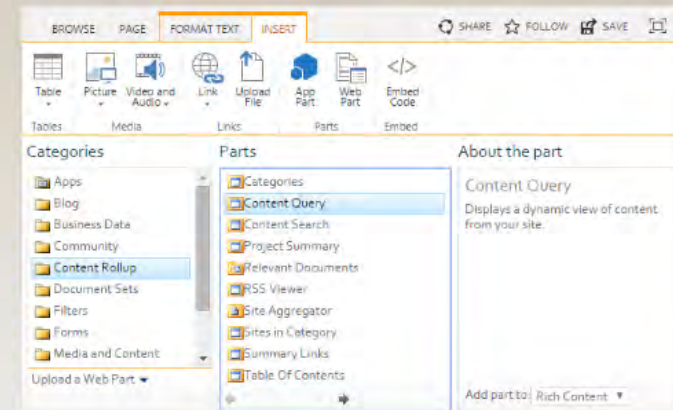 BROWSE PAGE FORMAT TEXT INSERT SHARE FOLLOW SAVE
Table Picture Video and Audio Link Upload File App Part Web Part Embed Code
Tables Media Links Parts Embed
Categories
Apps
Blog
Business Data
Community
Content Rollup
Document Sets
Filters
Forms
Media and Content
Upload a Web Part
Parts
Categories
Content Query
Content Search
Project Summary
Relevant Documents
RSS Viewer
Site Aggregator
Sites in Category
Summary Links
Table Of Contents
About the part
Content Query
Displays a dynamic view of content
from your site.
Add part to: Rich Content